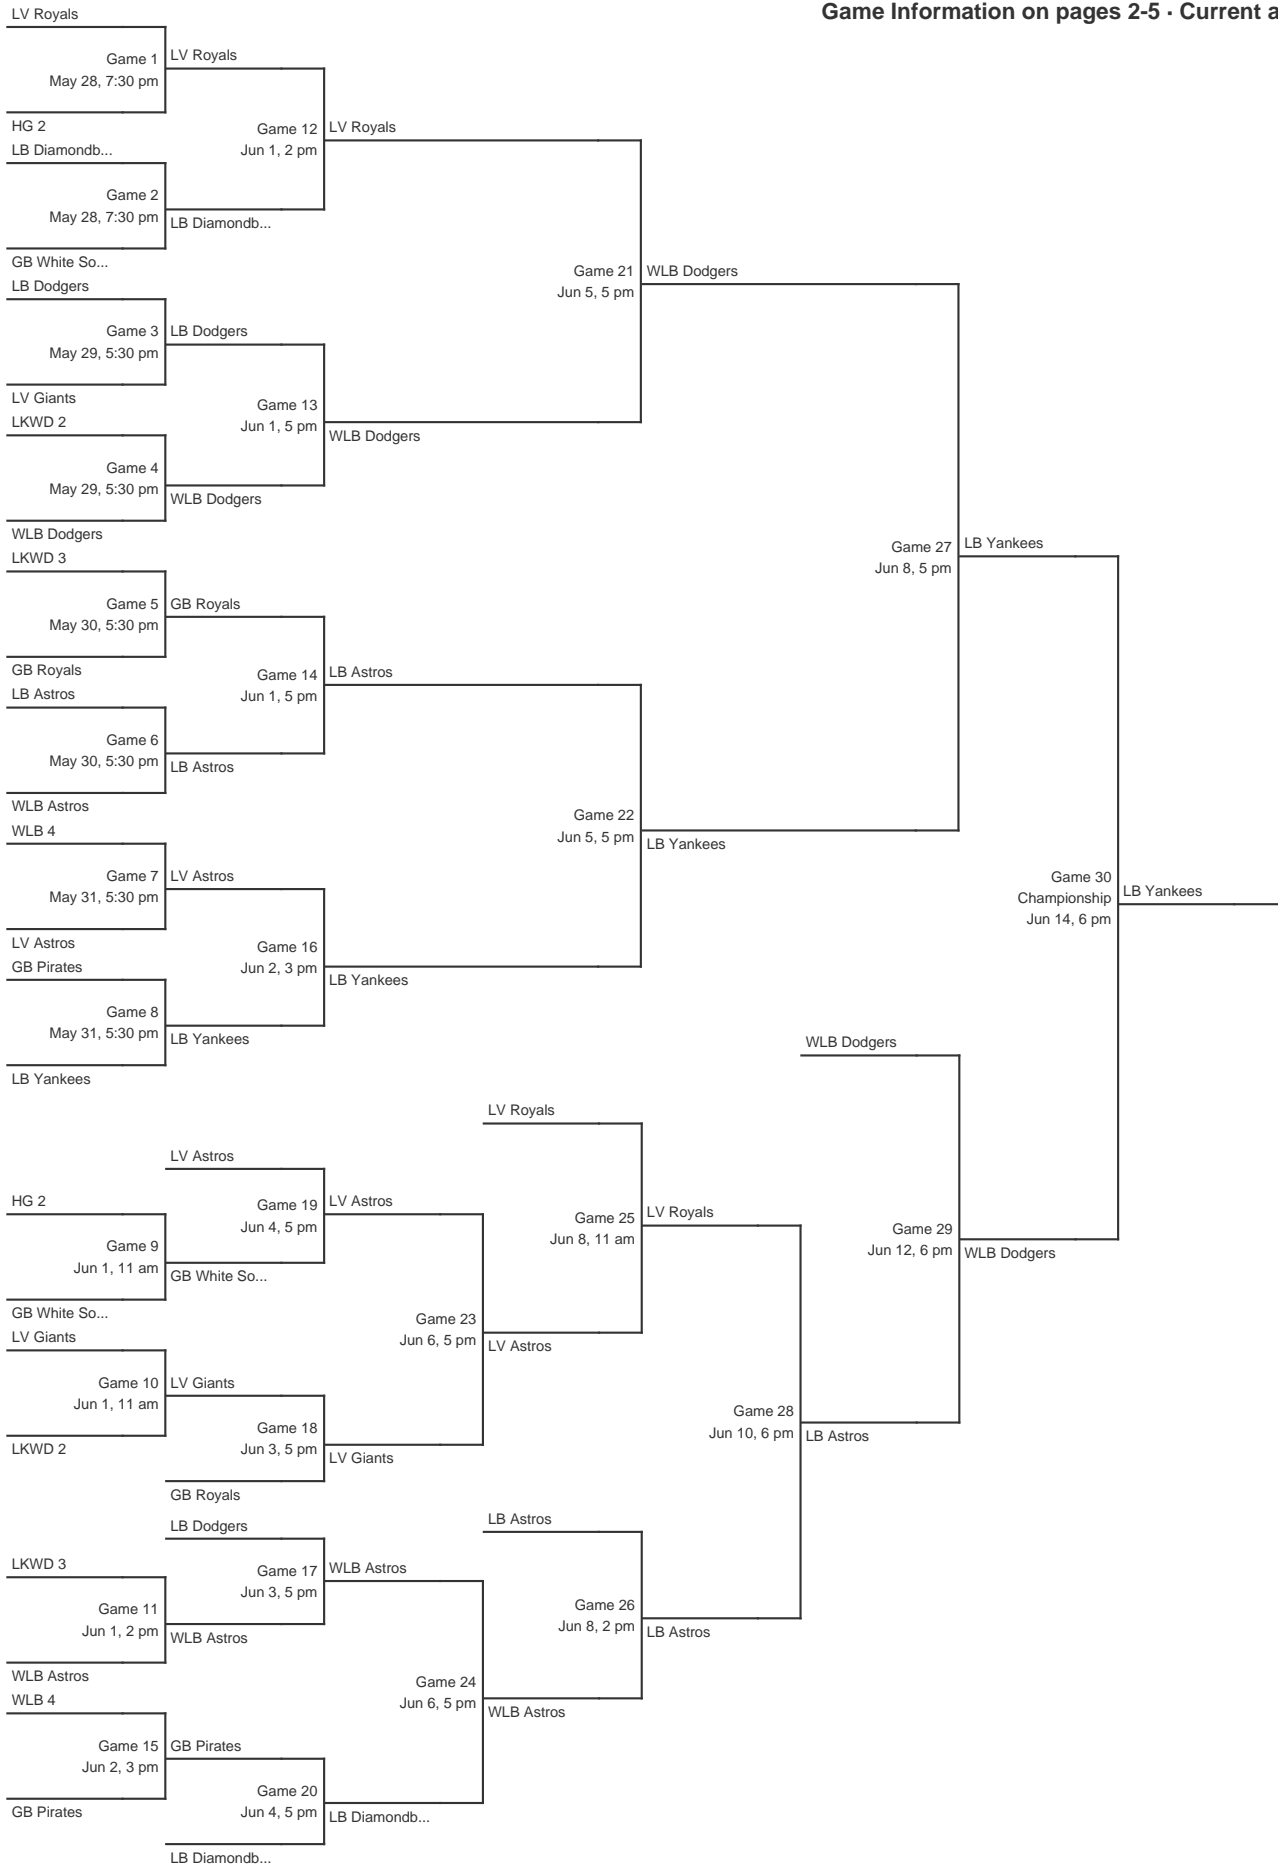 Game Information on pages 2-5 · Current a
LV Royals
Game 1
May 28, 7:30 pm
LV Royals
HG 2
LB Diamondb...
Game 12
Jun 1, 2 pm
LV Royals
Game 2
May 28, 7:30 pm
LB Diamondb...
GB White So...
LB Dodgers
Game 21
Jun 5, 5 pm
WLB Dodgers
Game 3
May 29, 5:30 pm
LB Dodgers
LV Giants
LKWD 2
Game 13
Jun 1, 5 pm
WLB Dodgers
Game 4
May 29, 5:30 pm
WLB Dodgers
WLB Dodgers
LKWD 3
Game 27
Jun 8, 5 pm
LB Yankees
Game 5
May 30, 5:30 pm
GB Royals
GB Royals
LB Astros
Game 14
Jun 1, 5 pm
LB Astros
Game 6
May 30, 5:30 pm
LB Astros
WLB Astros
WLB 4
Game 22
Jun 5, 5 pm
LB Yankees
Game 7
May 31, 5:30 pm
LV Astros
LV Astros
GB Pirates
Game 16
Jun 2, 3 pm
LB Yankees
Game 30
Championship
Jun 14, 6 pm
LB Yankees
Game 8
May 31, 5:30 pm
LB Yankees
LB Yankees
WLB Dodgers
LV Royals
LV Astros
HG 2
Game 19
Jun 4, 5 pm
LV Astros
Game 25
Jun 8, 11 am
LV Royals
Game 29
Jun 12, 6 pm
WLB Dodgers
Game 9
Jun 1, 11 am
GB White So...
GB White So...
LV Giants
Game 23
Jun 6, 5 pm
LV Astros
Game 10
Jun 1, 11 am
LV Giants
LKWD 2
Game 18
Jun 3, 5 pm
LV Giants
Game 28
Jun 10, 6 pm
LB Astros
GB Royals
LB Dodgers
LB Astros
LKWD 3
Game 17
Jun 3, 5 pm
WLB Astros
Game 26
Jun 8, 2 pm
LB Astros
Game 11
Jun 1, 2 pm
WLB Astros
WLB Astros
WLB 4
Game 24
Jun 6, 5 pm
WLB Astros
Game 15
Jun 2, 3 pm
GB Pirates
GB Pirates
Game 20
Jun 4, 5 pm
LB Diamondb...
LB Diamondb...